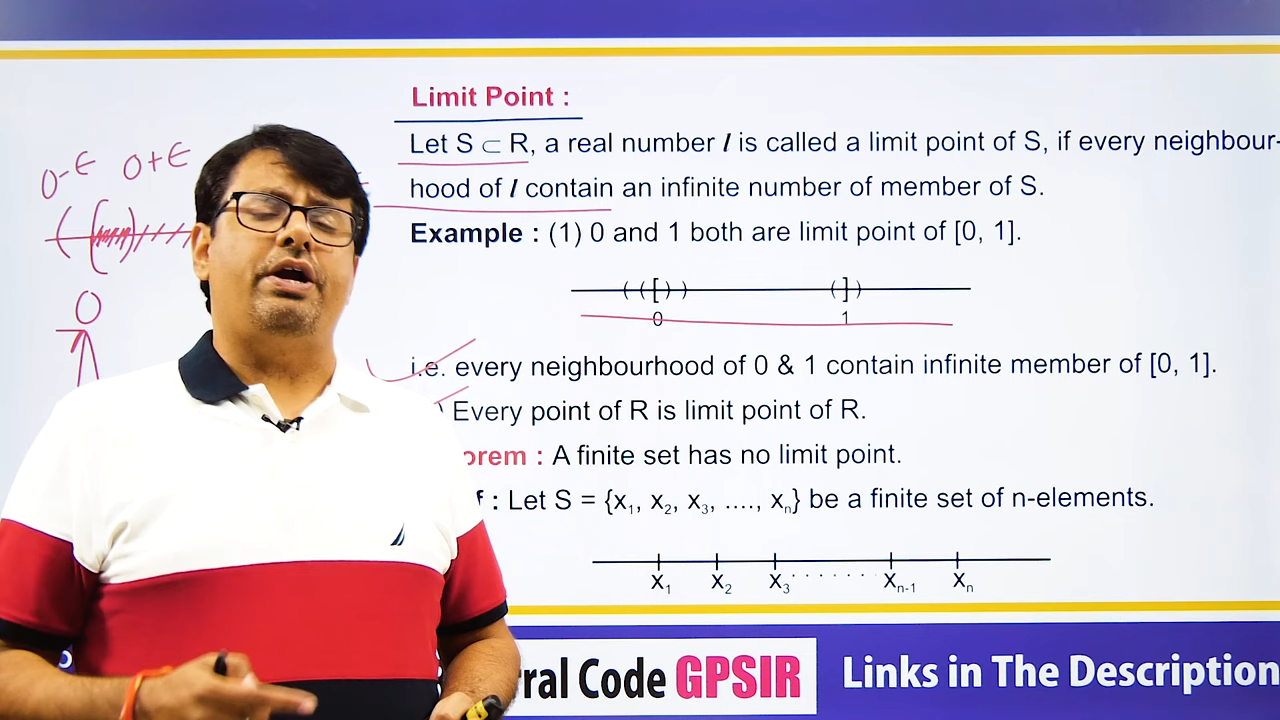 Limit Point :
Let S ⊂ R, a real number l is called a limit point of S, if every neighbour-
hood of l contain an infinite number of member of S.
Example : (1) 0 and 1 both are limit point of [0, 1].
0-ϵ 0+ϵ
( ( [ ) ) ( ] )
0 1
0
i.e. every neighbourhood of 0 & 1 contain infinite member of [0, 1].
) Every point of R is limit point of R.
orem : A finite set has no limit point.
f : Let S = {x₁, x₂, x₃, ...., xₙ} be a finite set of n-elements.
x₁ x₂ x₃ . . . . . . . xₙ₋₁ xₙ
rral Code GPSIR
Links in The Description